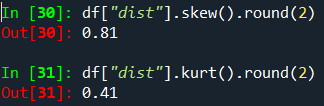 In [30]: df["dist"].skew().round(2)
Out[30]: 0.81
In [31]: df["dist"].kurt().round(2)
Out[31]: 0.41